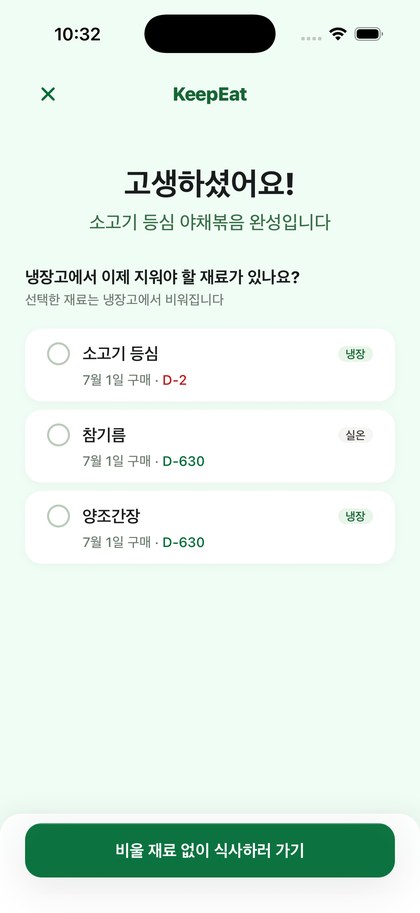 10:32
KeepEat
고생하셨어요!
소고기 등심 야채볶음 완성입니다
냉장고에서 이제 지워야 할 재료가 있나요?
선택한 재료는 냉장고에서 비워집니다
소고기 등심 냉장
7월 1일 구매 · D-2
참기름 실온
7월 1일 구매 · D-630
양조간장 냉장
7월 1일 구매 · D-630
비울 재료 없이 식사하러 가기